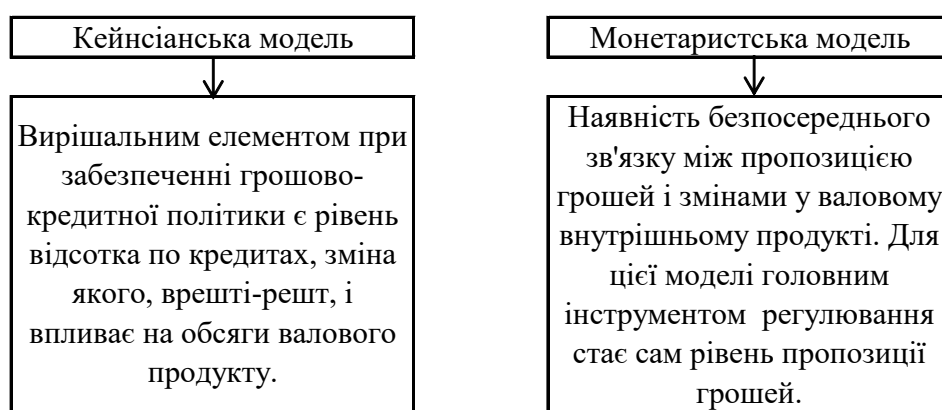 Кейнсіанська модель
Вирішальним елементом при
забезпеченні грошово-
кредитної політики є рівень
відсотка по кредитах, зміна
якого, врешті-решт, і
впливає на обсяги валового
продукту.
Монетаристська модель
Наявність безпосереднього
зв'язку між пропозицією
грошей і змінами у валовому
внутрішньому продукті. Для
цієї моделі головним
інструментом регулювання
стає сам рівень пропозиції
грошей.